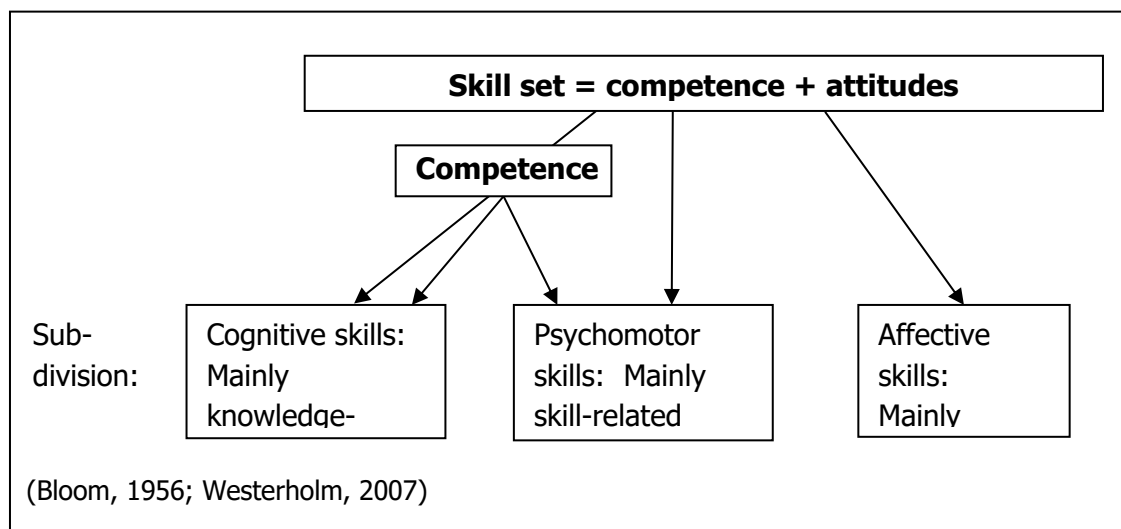 Skill set = competence + attitudes
Competence
Sub-
division:
Cognitive skills:
Mainly
knowledge-
Psychomotor
skills: Mainly
skill-related
Affective
skills:
Mainly
(Bloom, 1956; Westerholm, 2007)